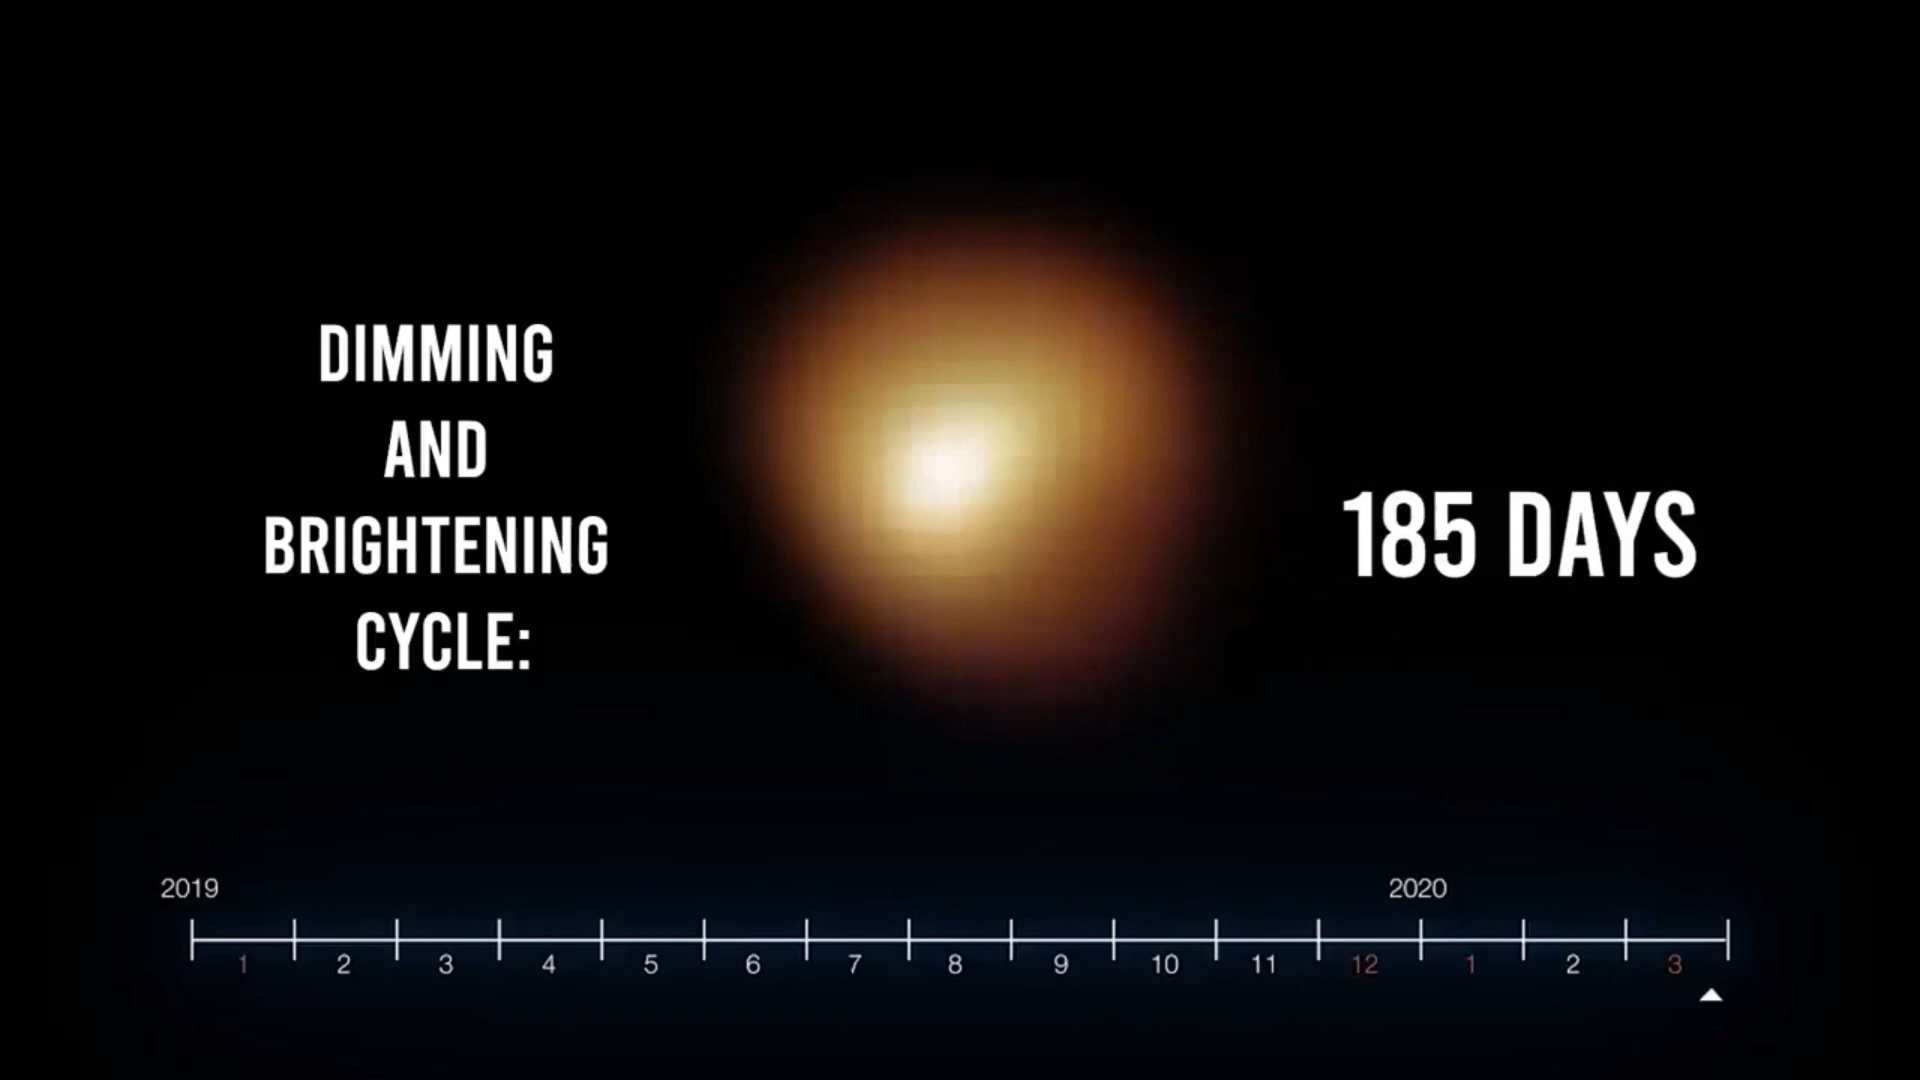 DIMMING
AND
BRIGHTENING
CYCLE:
185 DAYS
2019 2020
1 2 3 4 5 6 7 8 9 10 11 12 1 2 3